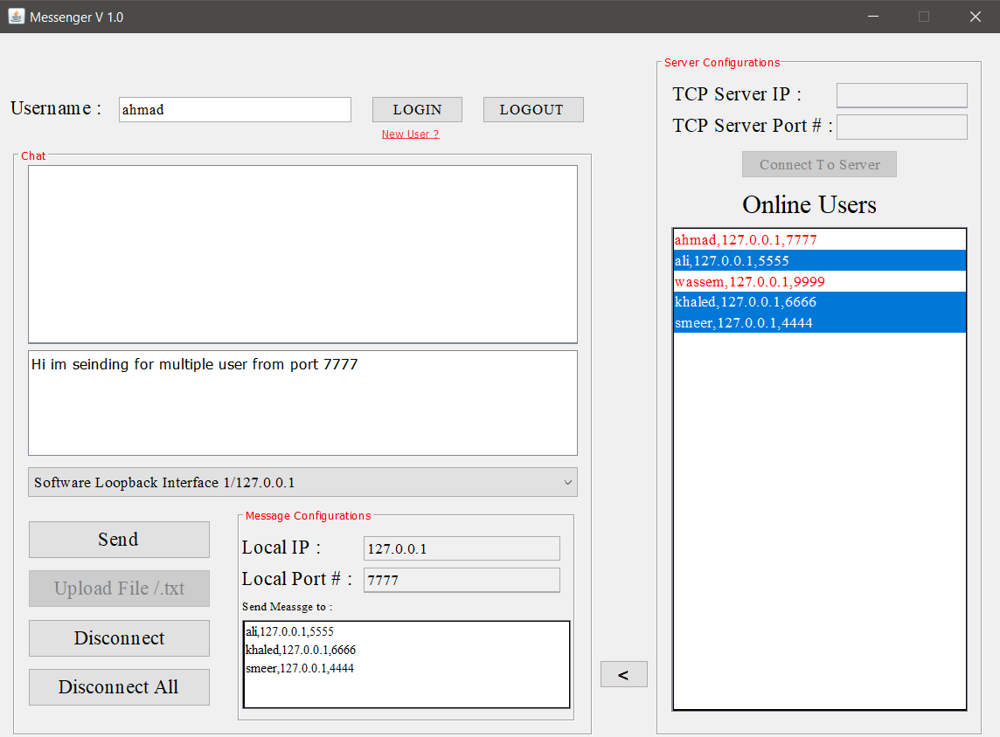 Messenger V 1.0
Username :
ahmad
LOGIN
LOGOUT
New User ?
Chat
Hi im seinding for multiple user from port 7777
Software Loopback Interface 1/127.0.0.1
Send
Upload File /.txt
Disconnect
Disconnect All
Message Configurations
Local IP :
127.0.0.1
Local Port # :
7777
Send Meassge to :
ali,127.0.0.1,5555
khaled,127.0.0.1,6666
smeer,127.0.0.1,4444
<
Server Configurations
TCP Server IP :
TCP Server Port # :
Connect To Server
Online Users
ahmad,127.0.0.1,7777
ali,127.0.0.1,5555
wassem,127.0.0.1,9999
khaled,127.0.0.1,6666
smeer,127.0.0.1,4444